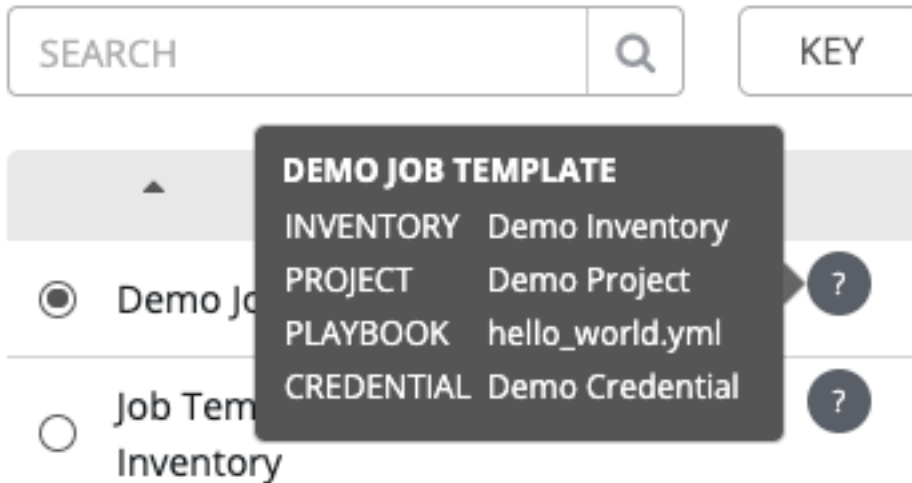 SEARCH KEY
DEMO JOB TEMPLATE
INVENTORY Demo Inventory
PROJECT Demo Project
?
Demo Jo
PLAYBOOK hello_world.yml
CREDENTIAL Demo Credential
?
Job Tem
Inventory